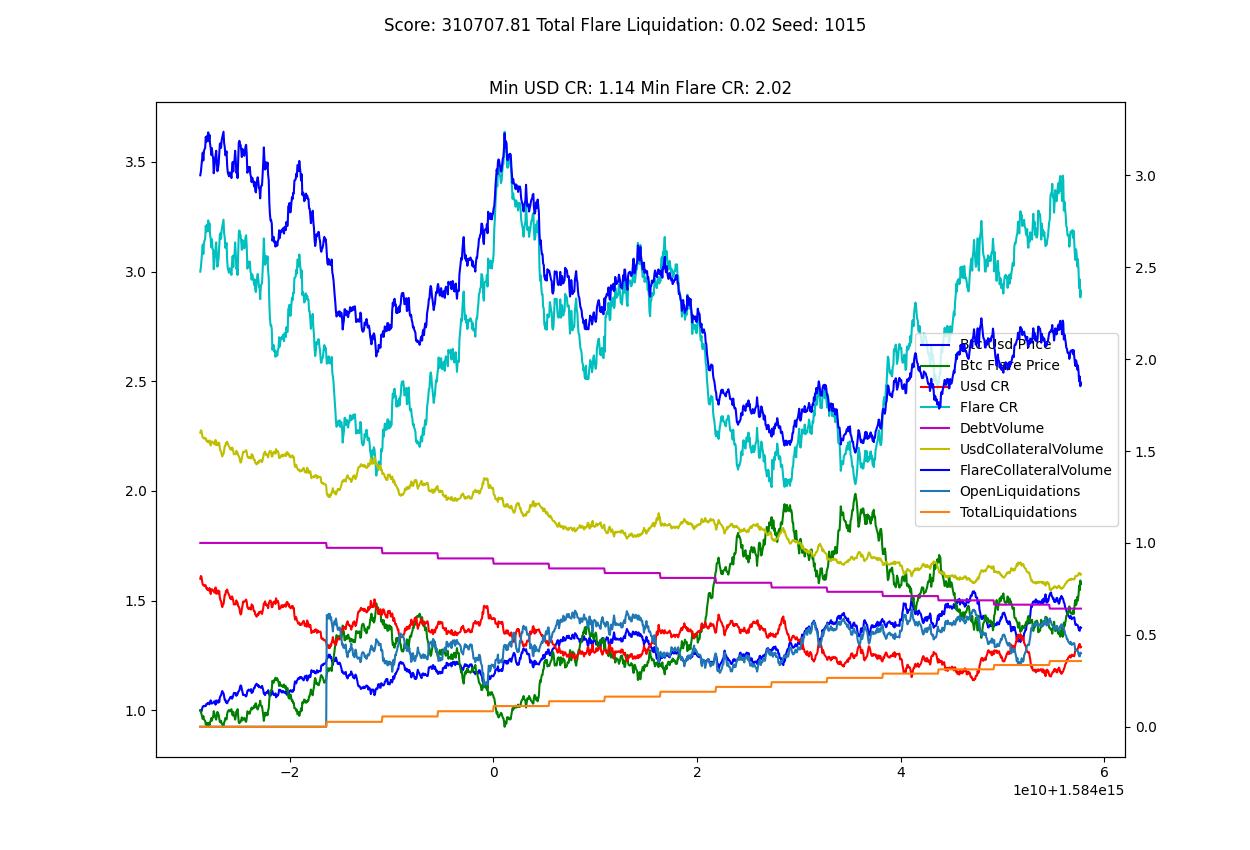 Score: 310707.81 Total Flare Liquidation: 0.02 Seed: 1015
Min USD CR: 1.14 Min Flare CR: 2.02
3.5
3.0
2.5
2.0
1.5
1.0
3.0
2.5
2.0
1.5
1.0
0.5
0.0
Btc Usd Price
Btc Flare Price
Usd CR
Flare CR
DebtVolume
UsdCollateralVolume
FlareCollateralVolume
OpenLiquidations
TotalLiquidations
−2 0 2 4 6
1e10+1.584e15